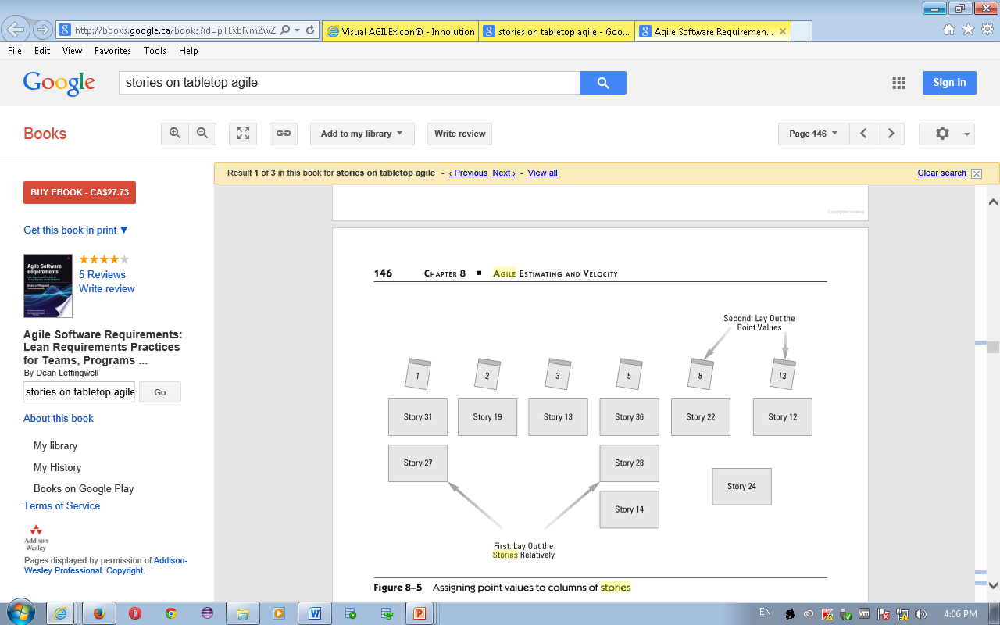 http://books.google.ca/books?id=pTExbNmZwZ
Visual AGILExicon® - Innolution
stories on tabletop agile - Goo...
Agile Software Requiremen...
File Edit View Favorites Tools Help
Google
stories on tabletop agile
Sign in
Books
Add to my library
Write review
Page 146
Result 1 of 3 in this book for stories on tabletop agile - ‹ Previous Next › - View all
Clear search
BUY EBOOK - CA$27.73
Get this book in print ▼
Agile Software
Requirements
Dean Leffingwell
5 Reviews
Write review
Agile Software Requirements:
Lean Requirements Practices
for Teams, Programs ...
By Dean Leffingwell
stories on tabletop agile
Go
About this book
My library
My History
Books on Google Play
Terms of Service
Addison
Wesley
Pages displayed by permission of Addison-
Wesley Professional. Copyright.
Copyrighted material
146 CHAPTER 8 ■ AGILE ESTIMATING AND VELOCITY
Second: Lay Out the
Point Values
1 2 3 5 8 13
Story 31 Story 19 Story 13 Story 36 Story 22 Story 12
Story 27 Story 28
Story 24
Story 14
First: Lay Out the
Stories Relatively
Figure 8–5 Assigning point values to columns of stories
EN
4:06 PM